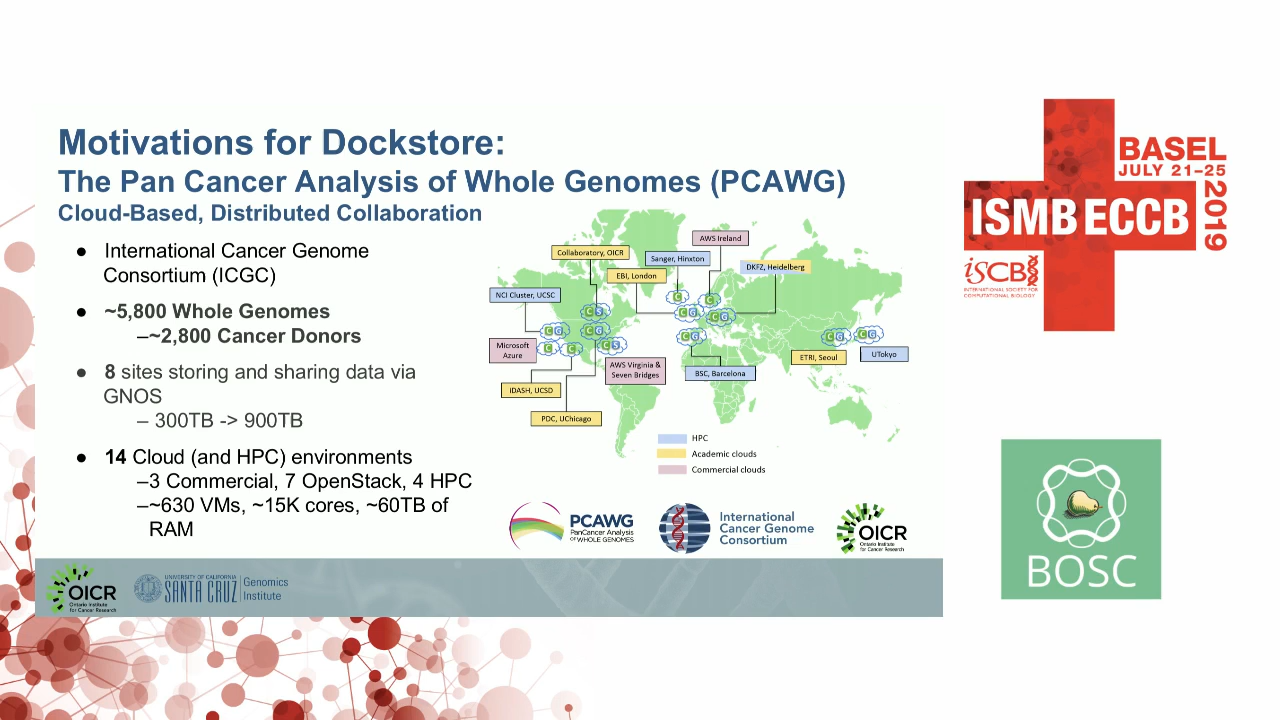 Motivations for Dockstore:
The Pan Cancer Analysis of Whole Genomes (PCAWG)
Cloud-Based, Distributed Collaboration
● International Cancer Genome
Consortium (ICGC)
● ~5,800 Whole Genomes
–~2,800 Cancer Donors
● 8 sites storing and sharing data via
GNOS
– 300TB -> 900TB
● 14 Cloud (and HPC) environments
–3 Commercial, 7 OpenStack, 4 HPC
–~630 VMs, ~15K cores, ~60TB of
RAM
AWS Ireland
Collaboratory, OICR
Sanger, Hinxton
EBI, London
DKFZ, Heidelberg
NCI Cluster, UCSC
C
C S
C G
C G
C G
C G
C
C
C S
C G
C G
C G
Microsoft
Azure
AWS Virginia &
Seven Bridges
BSC, Barcelona
ETRI, Seoul
UTokyo
iDASH, UCSD
PDC, UChicago
HPC
Academic clouds
Commercial clouds
PCAWG
PanCancer Analysis
OF WHOLE GENOMES
International
Cancer Genome
Consortium
OICR
Ontario Institute
for Cancer Research
OICR
Ontario Institute
for Cancer Research
UNIVERSITY OF CALIFORNIA
SANTA CRUZ
Genomics
Institute
BASEL
JULY 21–25
2019
ISMB ECCB
iSCB
INTERNATIONAL SOCIETY FOR
COMPUTATIONAL BIOLOGY
BOSC